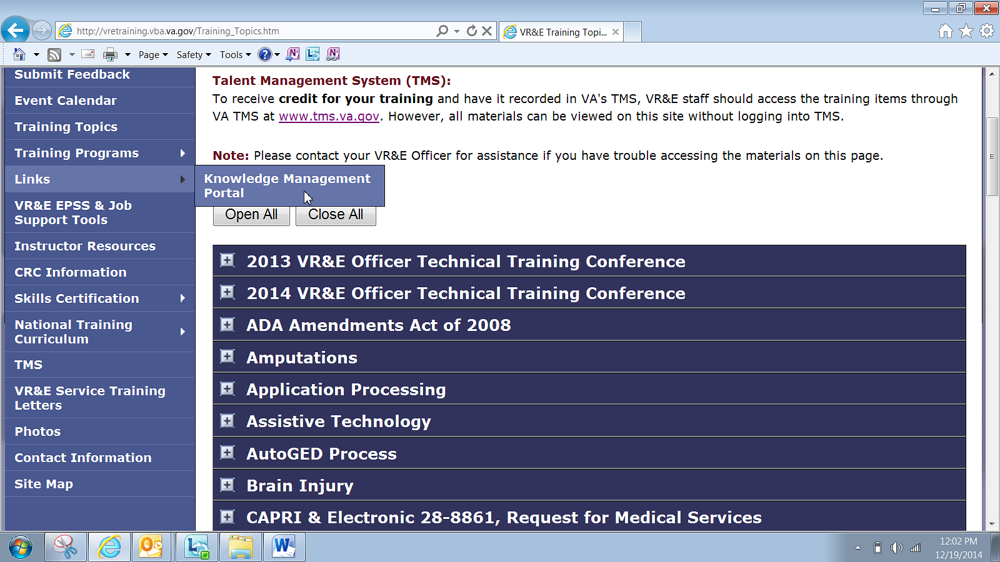 http://vretraining.vba.va.gov/Training_Topics.htm
VR&E Training Topi...
Page
Safety
Tools
Submit Feedback
Event Calendar
Training Topics
Training Programs
Links
VR&E EPSS & Job
Support Tools
Instructor Resources
CRC Information
Skills Certification
National Training
Curriculum
TMS
VR&E Service Training
Letters
Photos
Contact Information
Site Map
Knowledge Management
Portal
Talent Management System (TMS):
To receive credit for your training and have it recorded in VA's TMS, VR&E staff should access the training items through
VA TMS at www.tms.va.gov. However, all materials can be viewed on this site without logging into TMS.
Note: Please contact your VR&E Officer for assistance if you have trouble accessing the materials on this page.
Open All
Close All
2013 VR&E Officer Technical Training Conference
2014 VR&E Officer Technical Training Conference
ADA Amendments Act of 2008
Amputations
Application Processing
Assistive Technology
AutoGED Process
Brain Injury
CAPRI & Electronic 28-8861, Request for Medical Services
12:02 PM
12/19/2014